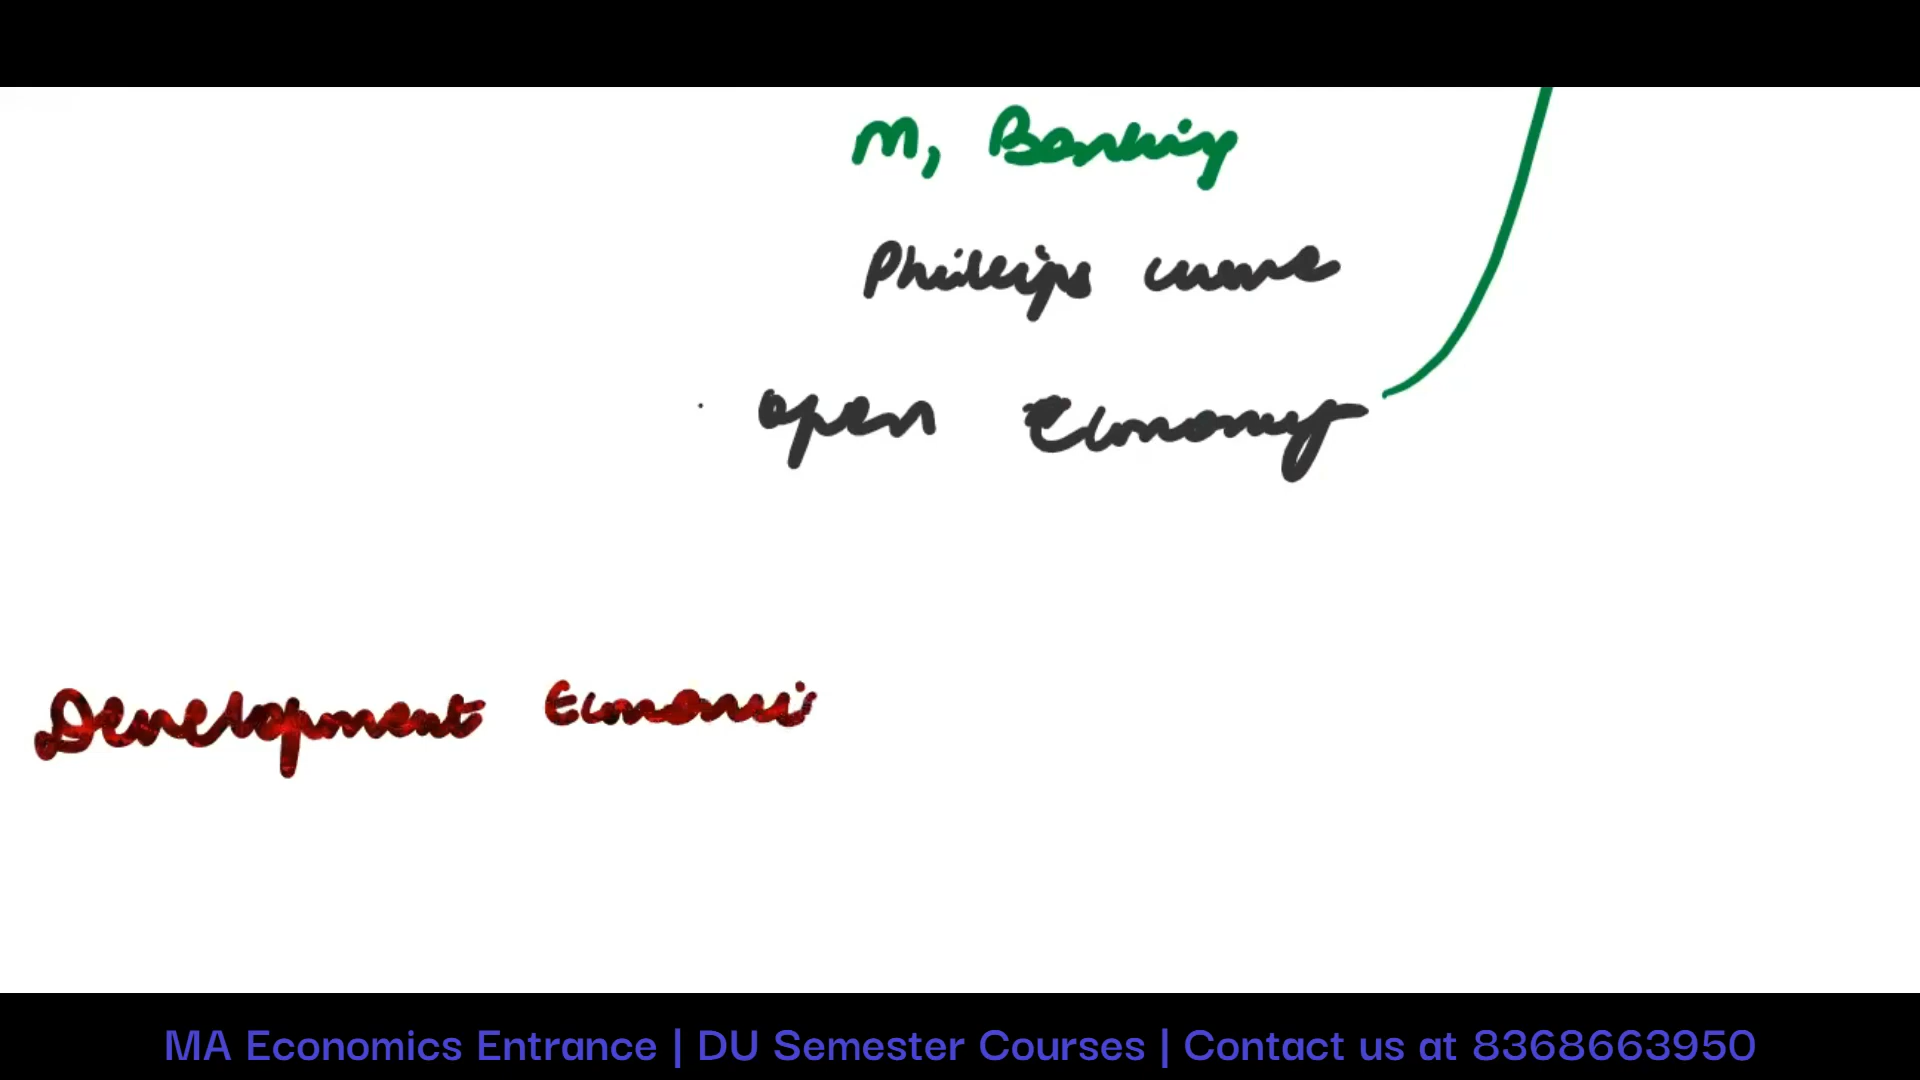 M, Banking
Phillips curve
open Economy
Development Economics
MA Economics Entrance | DU Semester Courses | Contact us at 8368663950